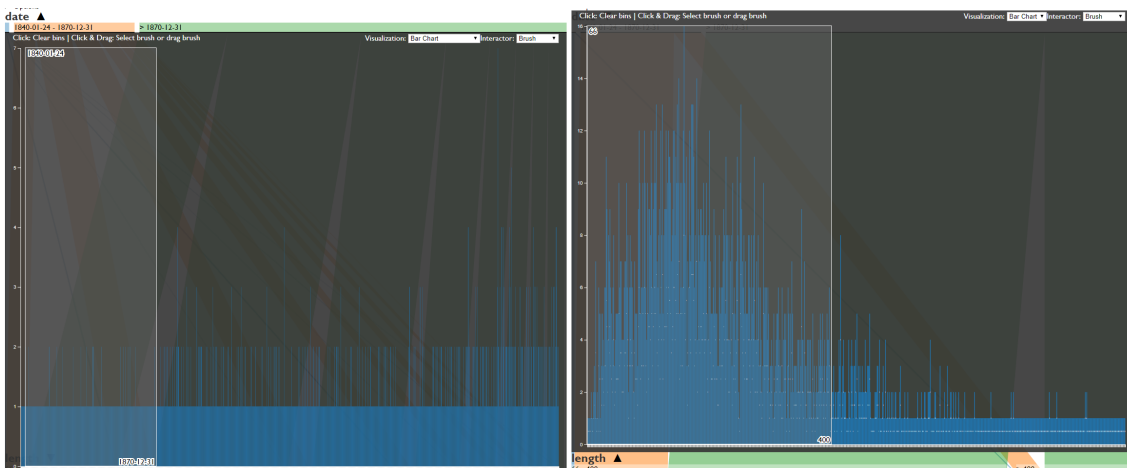 date ▲
1840-01-24 - 1870-12-31
> 1870-12-31
Click: Clear bins | Click & Drag: Select brush or drag brush
Visualization: Bar Chart
Interactor: Brush
1840-01-24
7
6
5
4
3
2
1
1870-12-31
Click: Clear bins | Click & Drag: Select brush or drag brush
Visualization: Bar Chart
Interactor: Brush
66
16
14
12
10
8
6
4
2
0
400
length ▲